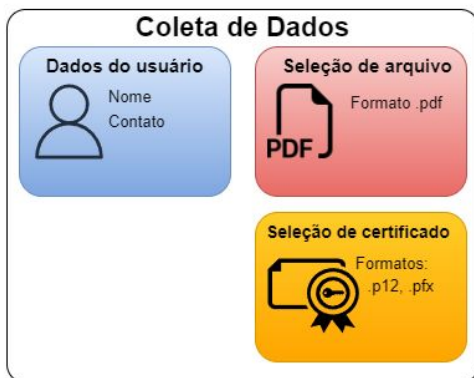 Coleta de Dados
Dados do usuário
Nome
Contato
Seleção de arquivo
Formato .pdf
PDF
Seleção de certificado
Formatos:
.p12, .pfx